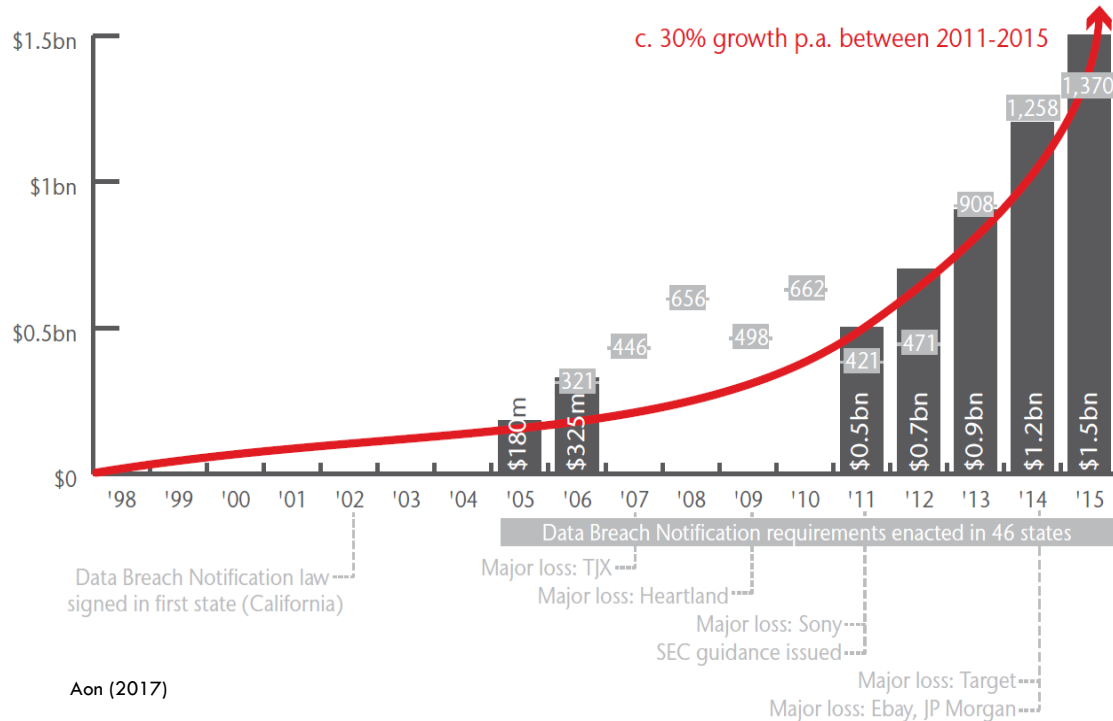 $1.5bn
c. 30% growth p.a. between 2011-2015
1,370
1,258
$1bn
908
656
662
$0.5bn
446
498
471
421
321
$180m
$325m
$0.5bn
$0.7bn
$0.9bn
$1.2bn
$1.5bn
$0
'98 '99 '00 '01 '02 '03 '04 '05 '06 '07 '08 '09 '10 '11 '12 '13 '14 '15
Data Breach Notification requirements enacted in 46 states
Data Breach Notification law
signed in first state (California)
Major loss: TJX
Major loss: Heartland
Major loss: Sony
SEC guidance issued
Major loss: Target
Major loss: Ebay, JP Morgan
Aon (2017)